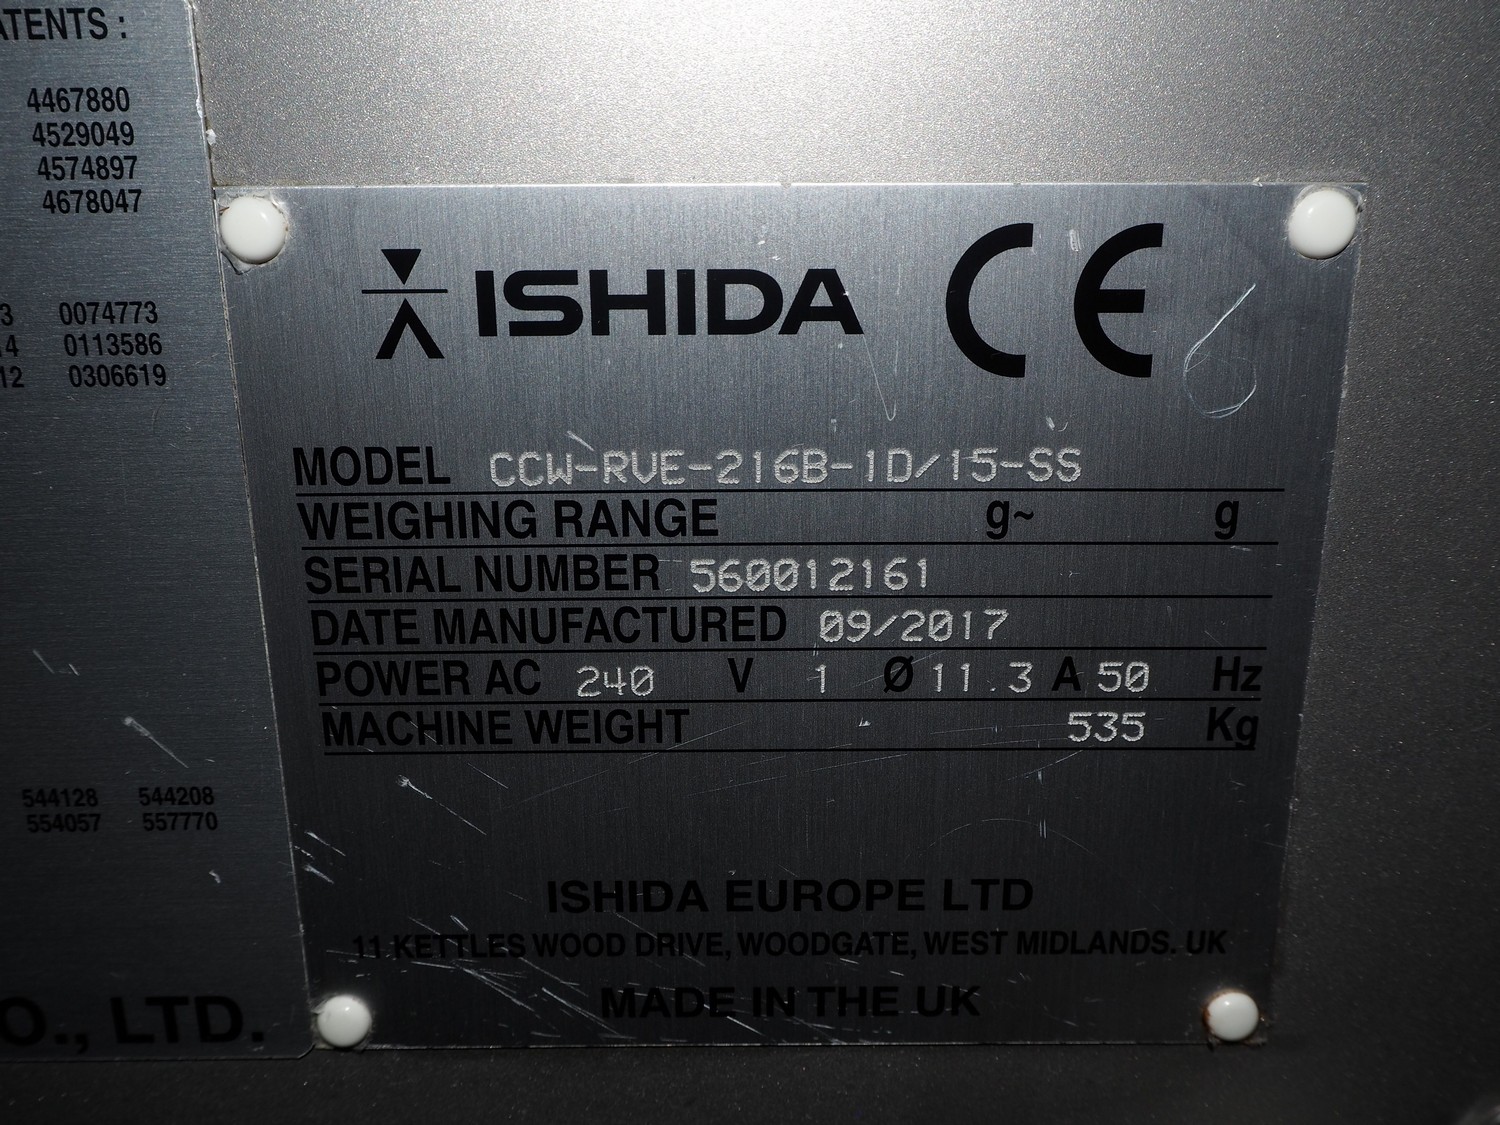 ATENTS :
4467880
4529049
4574897
4678047
3 0074773
14 0113586
12 0306619
544128 544208
554057 557770
O., LTD.
ISHIDA CE
MODEL CCW-RVE-216B-1D/15-SS
WEIGHING RANGE g~ g
SERIAL NUMBER 560012161
DATE MANUFACTURED 09/2017
POWER AC 240 V 1 Ø 11.3 A 50 Hz
MACHINE WEIGHT 535 Kg
ISHIDA EUROPE LTD
11 KETTLES WOOD DRIVE, WOODGATE, WEST MIDLANDS. UK
MADE IN THE UK